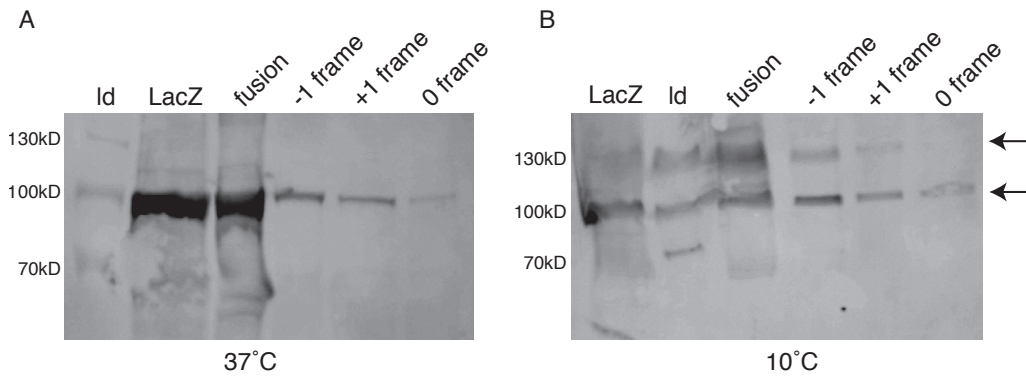 A
ld LacZ fusion -1 frame +1 frame 0 frame
130kD
100kD
70kD
37˚C
B
LacZ ld fusion -1 frame +1 frame 0 frame
130kD
100kD
70kD
10˚C